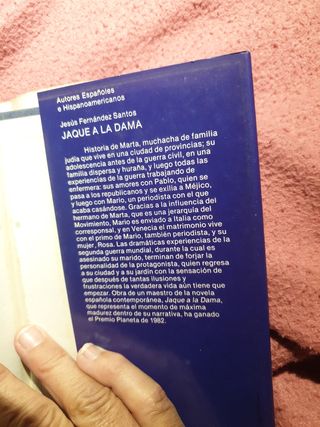 Autores Españoles
e Hispanoamericanos
Jesús Fernández Santos
JAQUE A LA DAMA
Historia de Marta, muchacha de familia
judía que vive en una ciudad de provincias; su
adolescencia antes de la guerra civil, en una
familia dispersa y huraña, y luego todas las
experiencias de la guerra trabajando de
enfermera: sus amores con Pablo, quien se
pasa a los republicanos y se exilia a Méjico,
y luego con Mario, un periodista con el que
acaba casándose. Gracias a la influencia del
hermano de Marta, que es una jerarquía del
Movimiento, Mario es enviado a Italia como
corresponsal, y en Venecia el matrimonio vive
con el primo de Mario, también periodista, y su
mujer, Rosa. Las dramáticas experiencias de la
segunda guerra mundial, durante la cual es
asesinado su marido, terminan de forjar la
personalidad de la protagonista, quien regresa
a su ciudad y a su jardín con la sensación de
que después de tantas ilusiones y
frustraciones la verdadera vida aún tiene que
empezar. Obra de un maestro de la novela
española contemporánea, Jaque a la Dama,
que representa el momento de máxima
madurez dentro de su narrativa, ha ganado
el Premio Planeta de 1982.